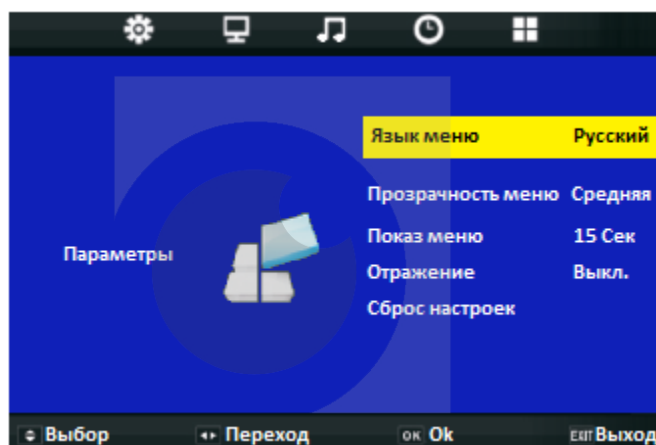 Язык меню Русский
Прозрачность меню Средняя
Показ меню 15 Сек
Параметры
Отражение Выкл.
Сброс настроек
Выбор Переход OK Ok EXIT Выход